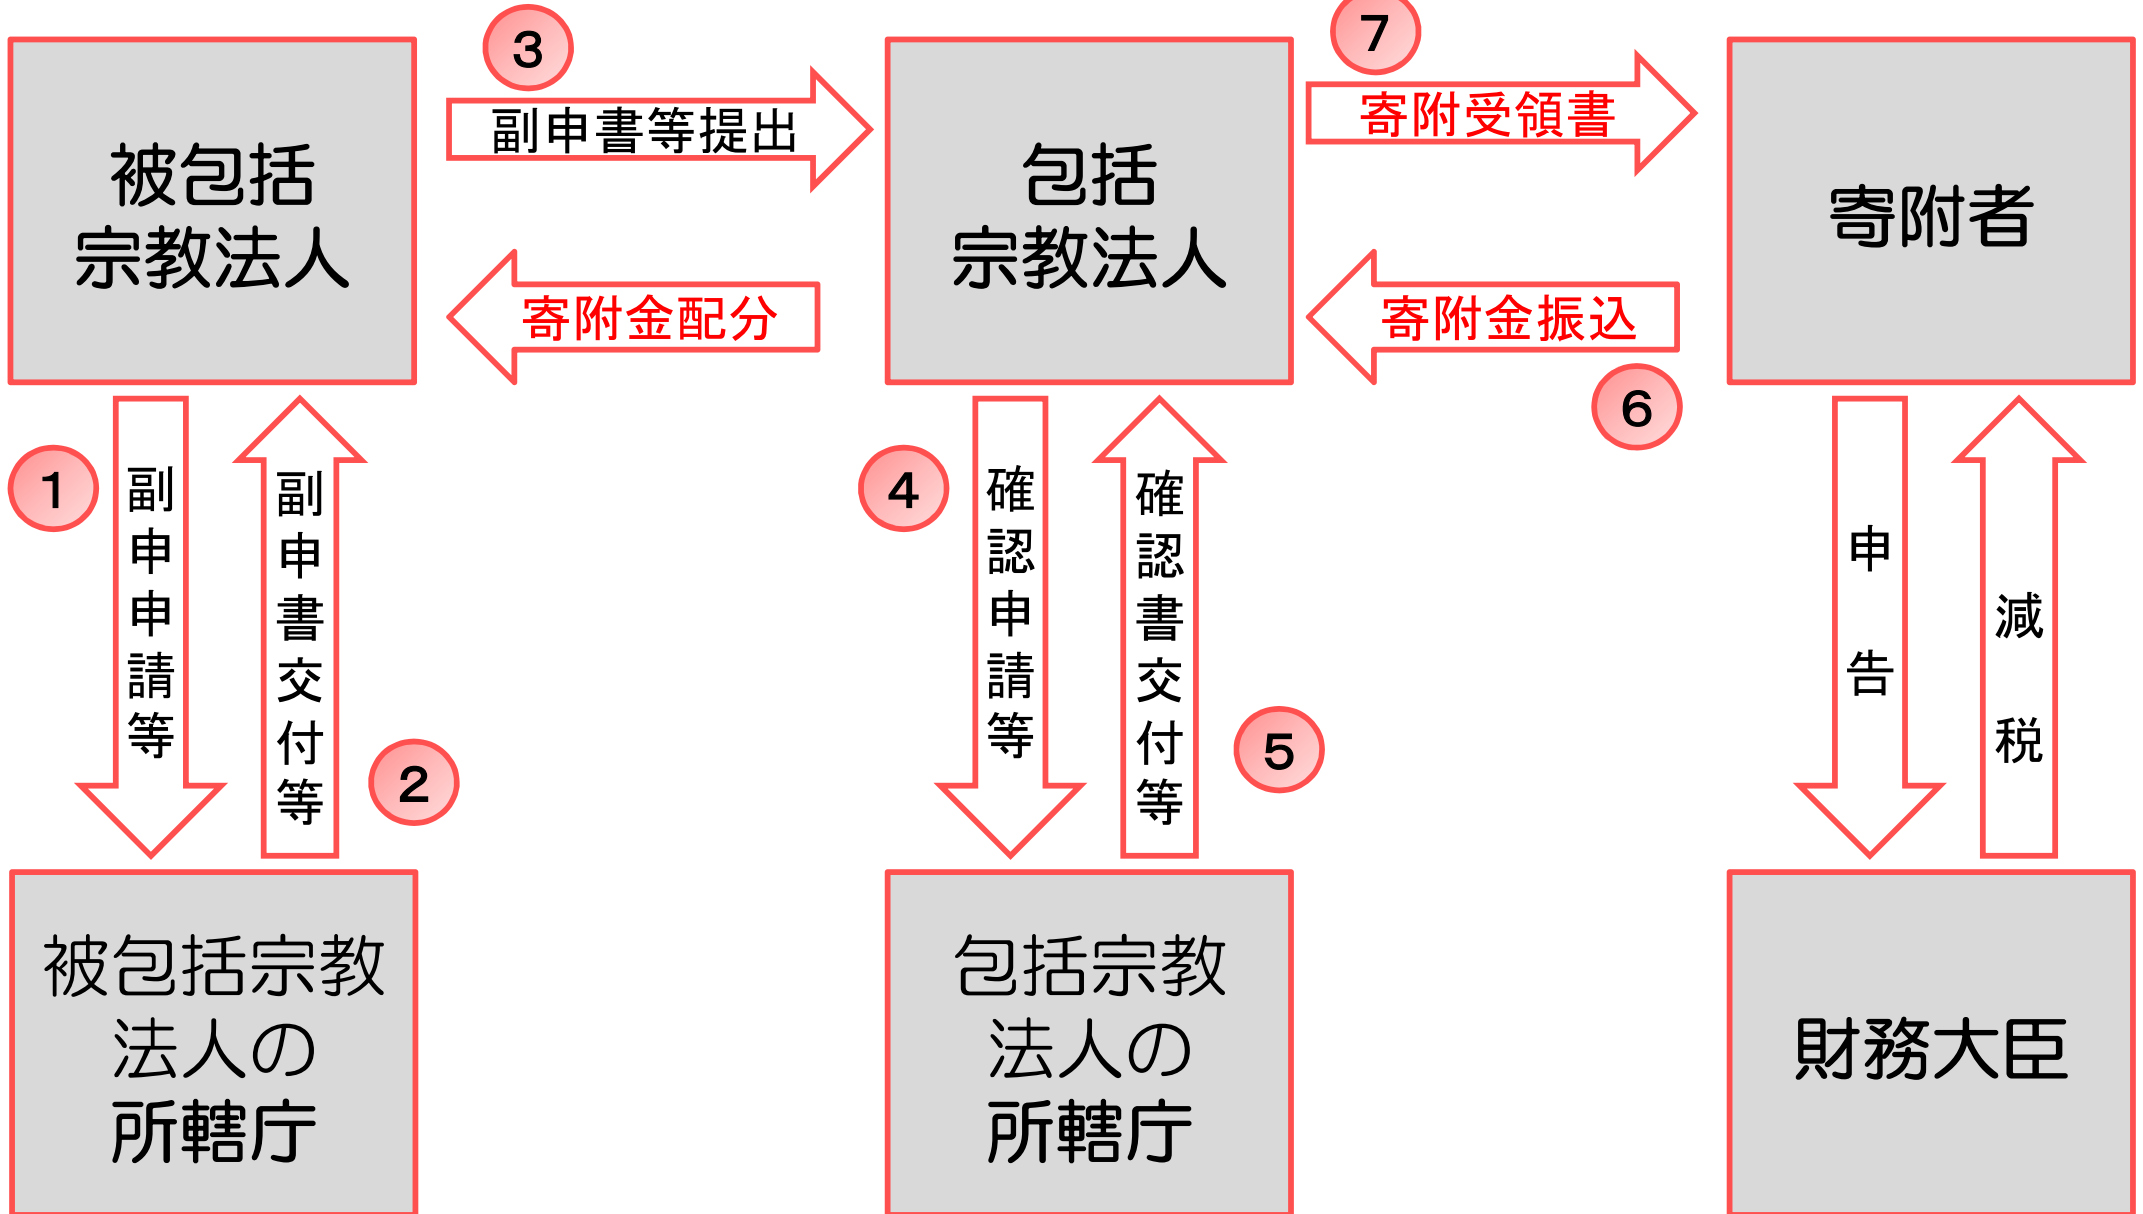 ③
⑦
副申書等提出
寄附受領書
被包括
宗教法人
包括
宗教法人
寄附者
寄附金配分
寄附金振込
⑥
①
副申申請等
副申書交付等
②
④
確認申請等
確認書交付等
⑤
申告
減税
被包括宗教
法人の
所轄庁
包括宗教
法人の
所轄庁
財務大臣